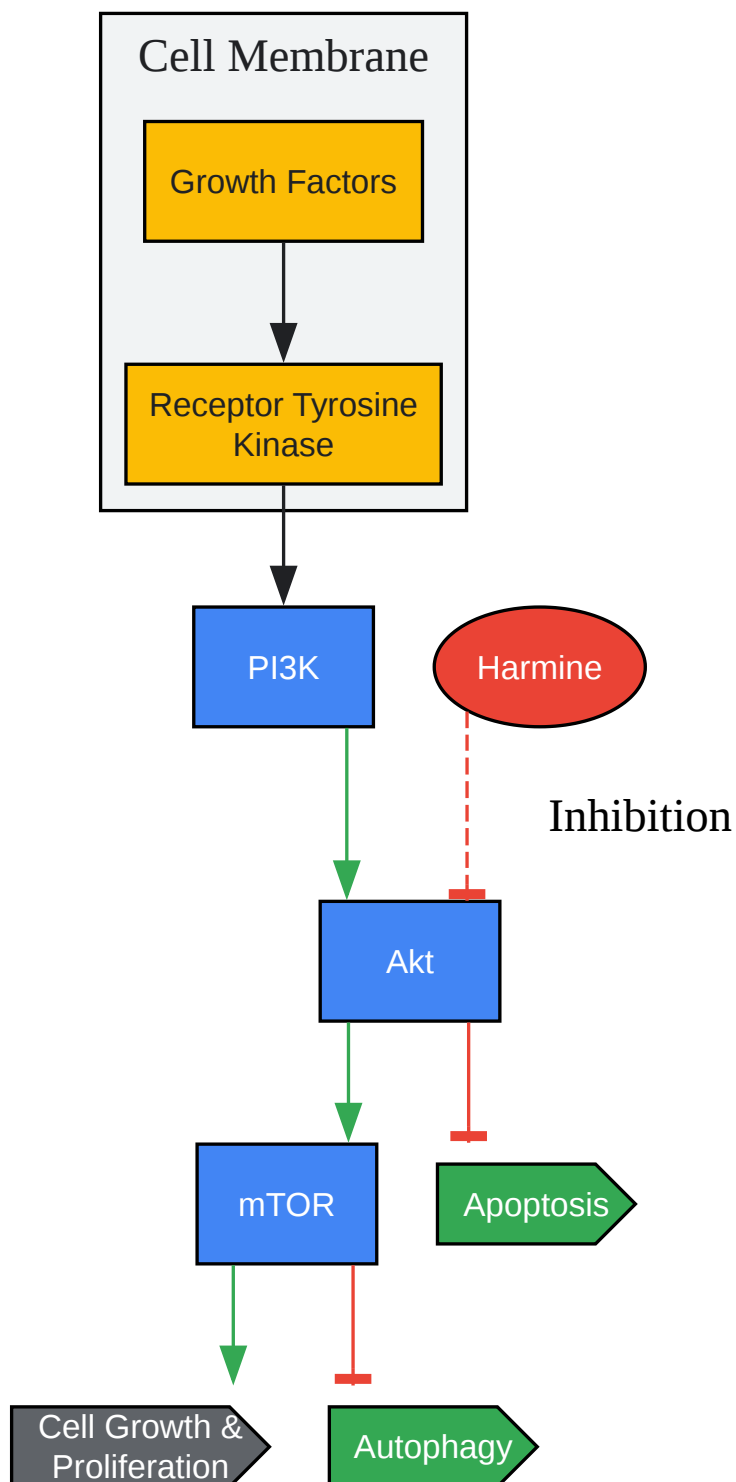 Cell Membrane
Growth Factors
Receptor Tyrosine
Kinase
PI3K
Harmine
Inhibition
Akt
mTOR
Apoptosis
Cell Growth &
Proliferation
Autophagy